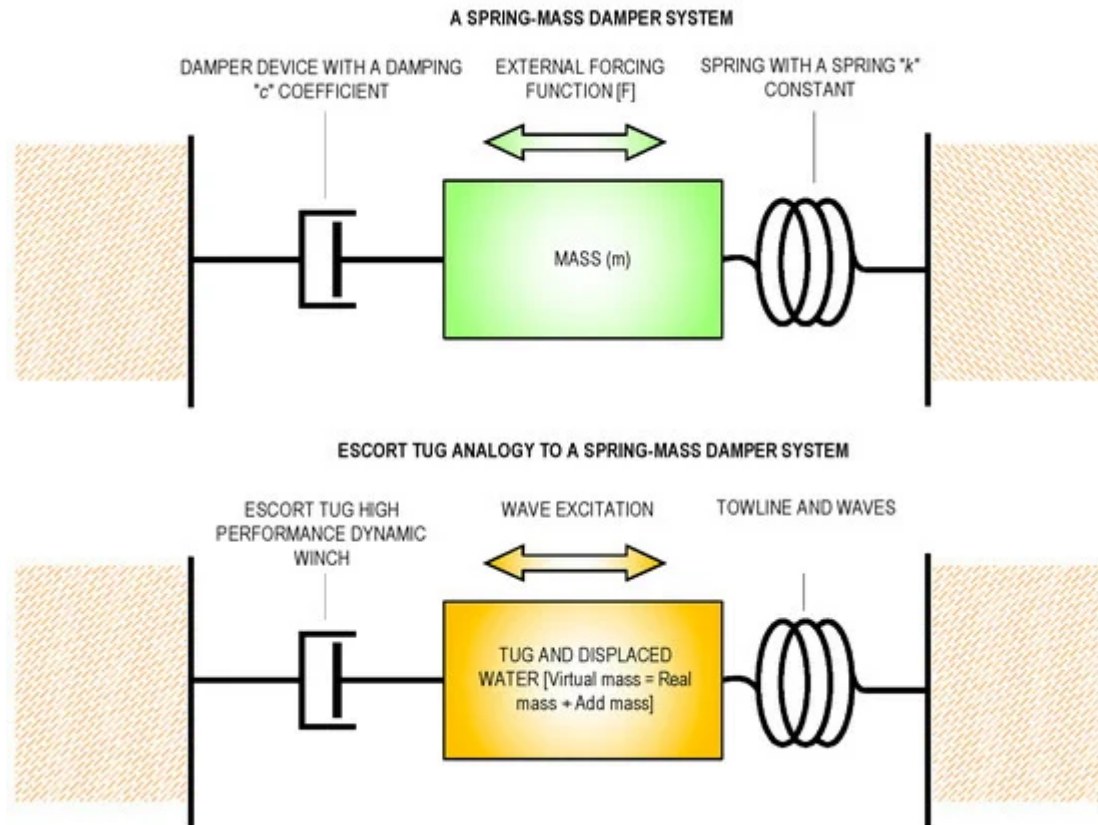 A SPRING-MASS DAMPER SYSTEM
DAMPER DEVICE WITH A DAMPING
"c" COEFFICIENT
EXTERNAL FORCING
FUNCTION [F]
SPRING WITH A SPRING "k"
CONSTANT
MASS (m)
ESCORT TUG ANALOGY TO A SPRING-MASS DAMPER SYSTEM
ESCORT TUG HIGH
PERFORMANCE DYNAMIC
WINCH
WAVE EXCITATION
TOWLINE AND WAVES
TUG AND DISPLACED
WATER [Virtual mass = Real
mass + Add mass]